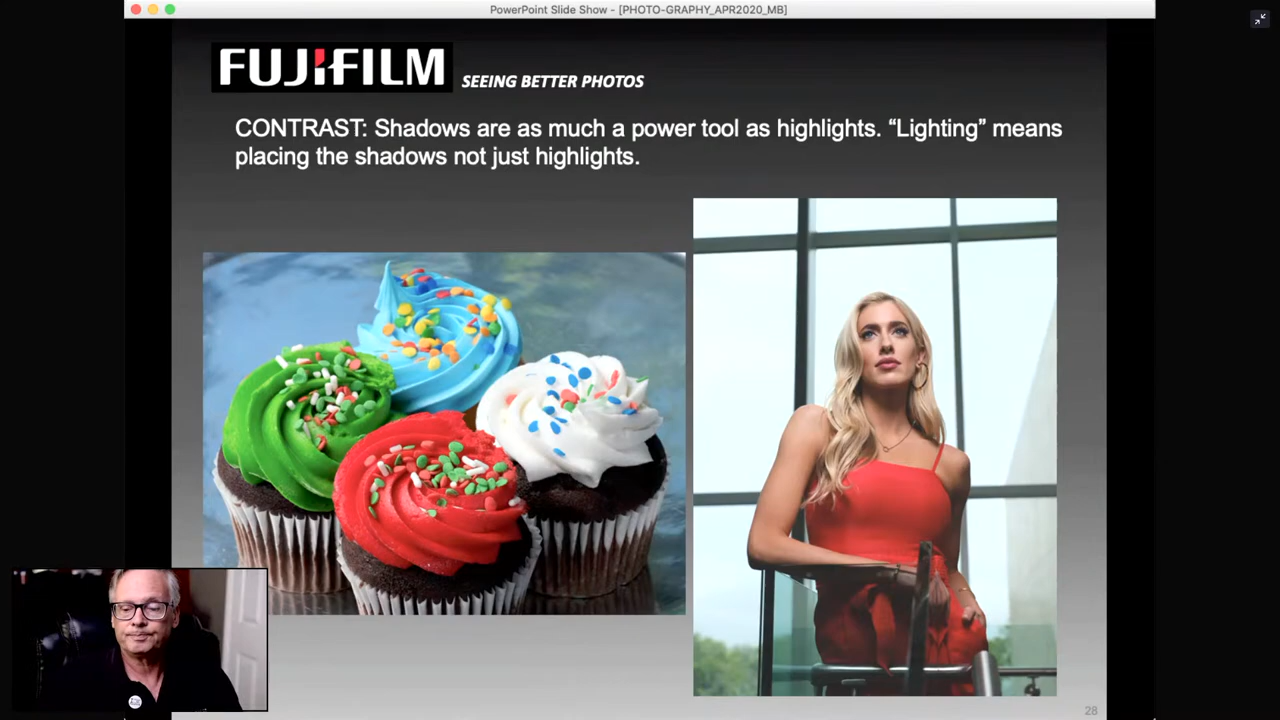 PowerPoint Slide Show - [PHOTO-GRAPHY_APR2020_MB]
FUJIFILM SEEING BETTER PHOTOS
CONTRAST: Shadows are as much a power tool as highlights. “Lighting” means
placing the shadows not just highlights.
28